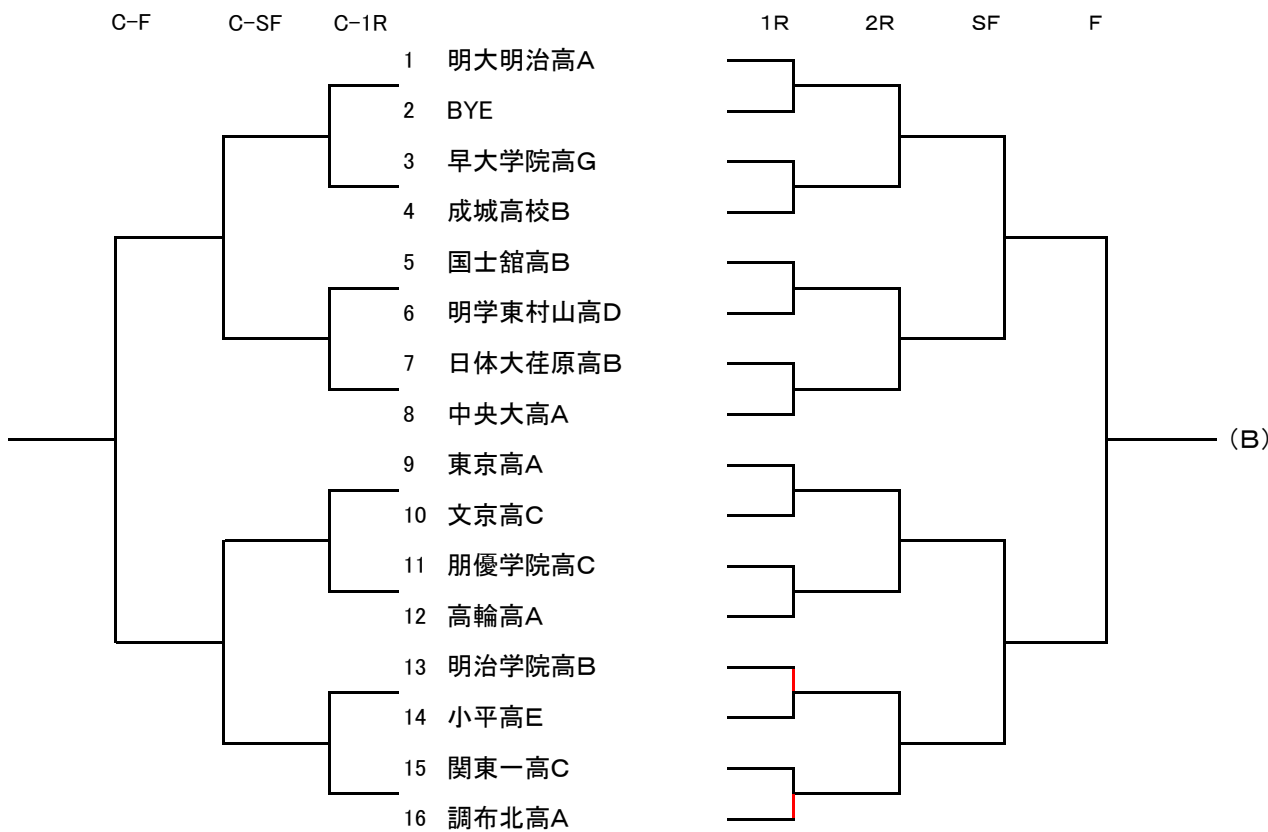 C-F C-SF C-1R 1R 2R SF F
1 明大明治高A
2 BYE
3 早大学院高G
4 成城高校B
5 国士舘高B
6 明学東村山高D
7 日体大荏原高B
8 中央大高A
(B)
9 東京高A
10 文京高C
11 朋優学院高C
12 高輪高A
13 明治学院高B
14 小平高E
15 関東一高C
16 調布北高A